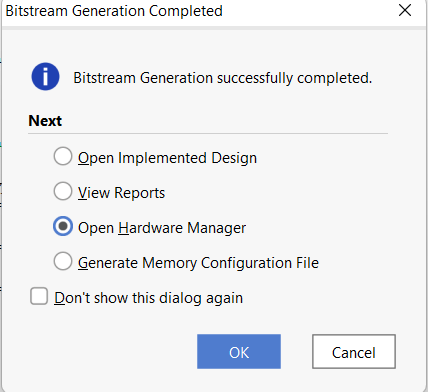 Bitstream Generation Completed
Bitstream Generation successfully completed.
Next
Open Implemented Design
View Reports
Open Hardware Manager
Generate Memory Configuration File
Don't show this dialog again
OK
Cancel